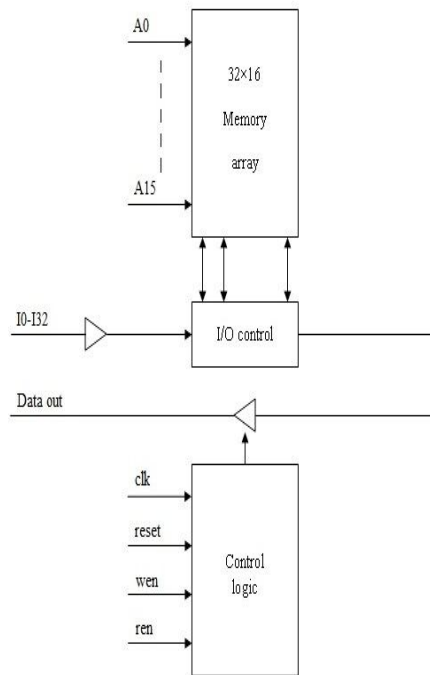 A0
32×16
Memory
array
A15
I0-I32
I/O control
Data out
clk
reset
wen
ren
Control
logic